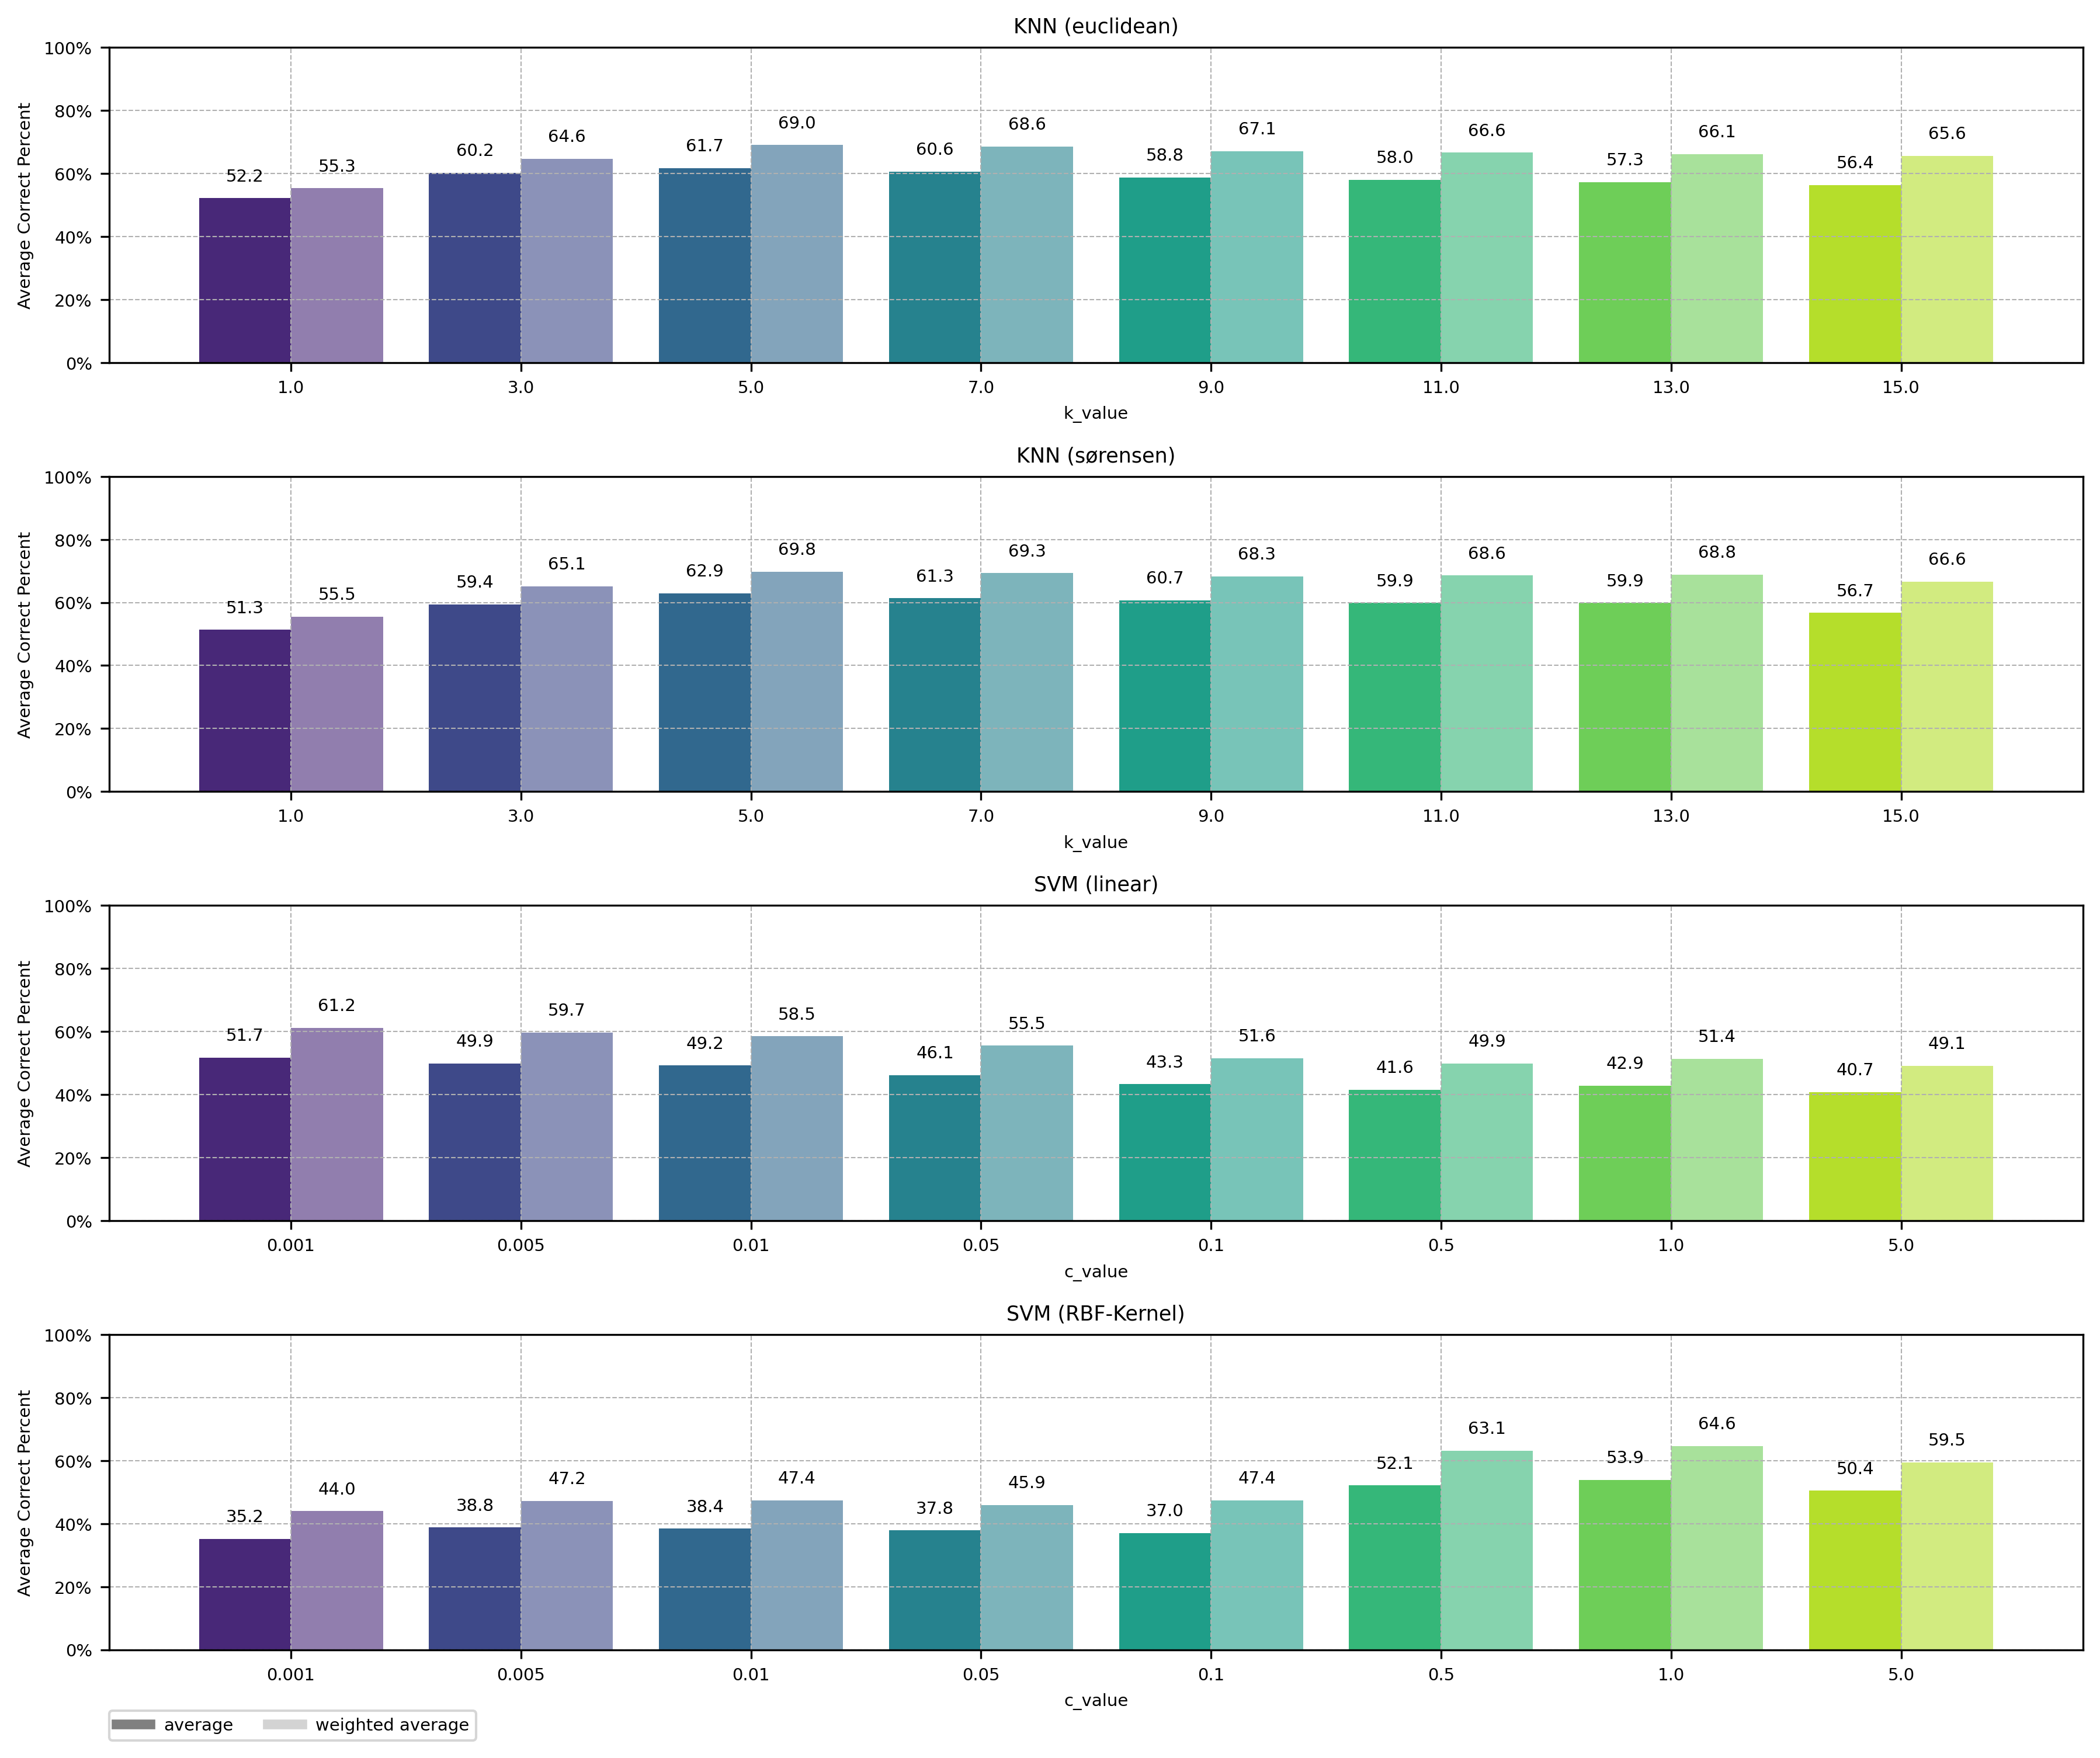 KNN (euclidean)
Average Correct Percent
100%
80%
60%
40%
20%
0%
52.2 55.3 60.2 64.6 61.7 69.0 60.6 68.6 58.8 67.1 58.0 66.6 57.3 66.1 56.4 65.6
1.0 3.0 5.0 7.0 9.0 11.0 13.0 15.0
k_value
KNN (sørensen)
Average Correct Percent
100%
80%
60%
40%
20%
0%
51.3 55.5 59.4 65.1 62.9 69.8 61.3 69.3 60.7 68.3 59.9 68.6 59.9 68.8 56.7 66.6
1.0 3.0 5.0 7.0 9.0 11.0 13.0 15.0
k_value
SVM (linear)
Average Correct Percent
100%
80%
60%
40%
20%
0%
51.7 61.2 49.9 59.7 49.2 58.5 46.1 55.5 43.3 51.6 41.6 49.9 42.9 51.4 40.7 49.1
0.001 0.005 0.01 0.05 0.1 0.5 1.0 5.0
c_value
SVM (RBF-Kernel)
Average Correct Percent
100%
80%
60%
40%
20%
0%
35.2 44.0 38.8 47.2 38.4 47.4 37.8 45.9 37.0 47.4 52.1 63.1 53.9 64.6 50.4 59.5
0.001 0.005 0.01 0.05 0.1 0.5 1.0 5.0
c_value
average weighted average